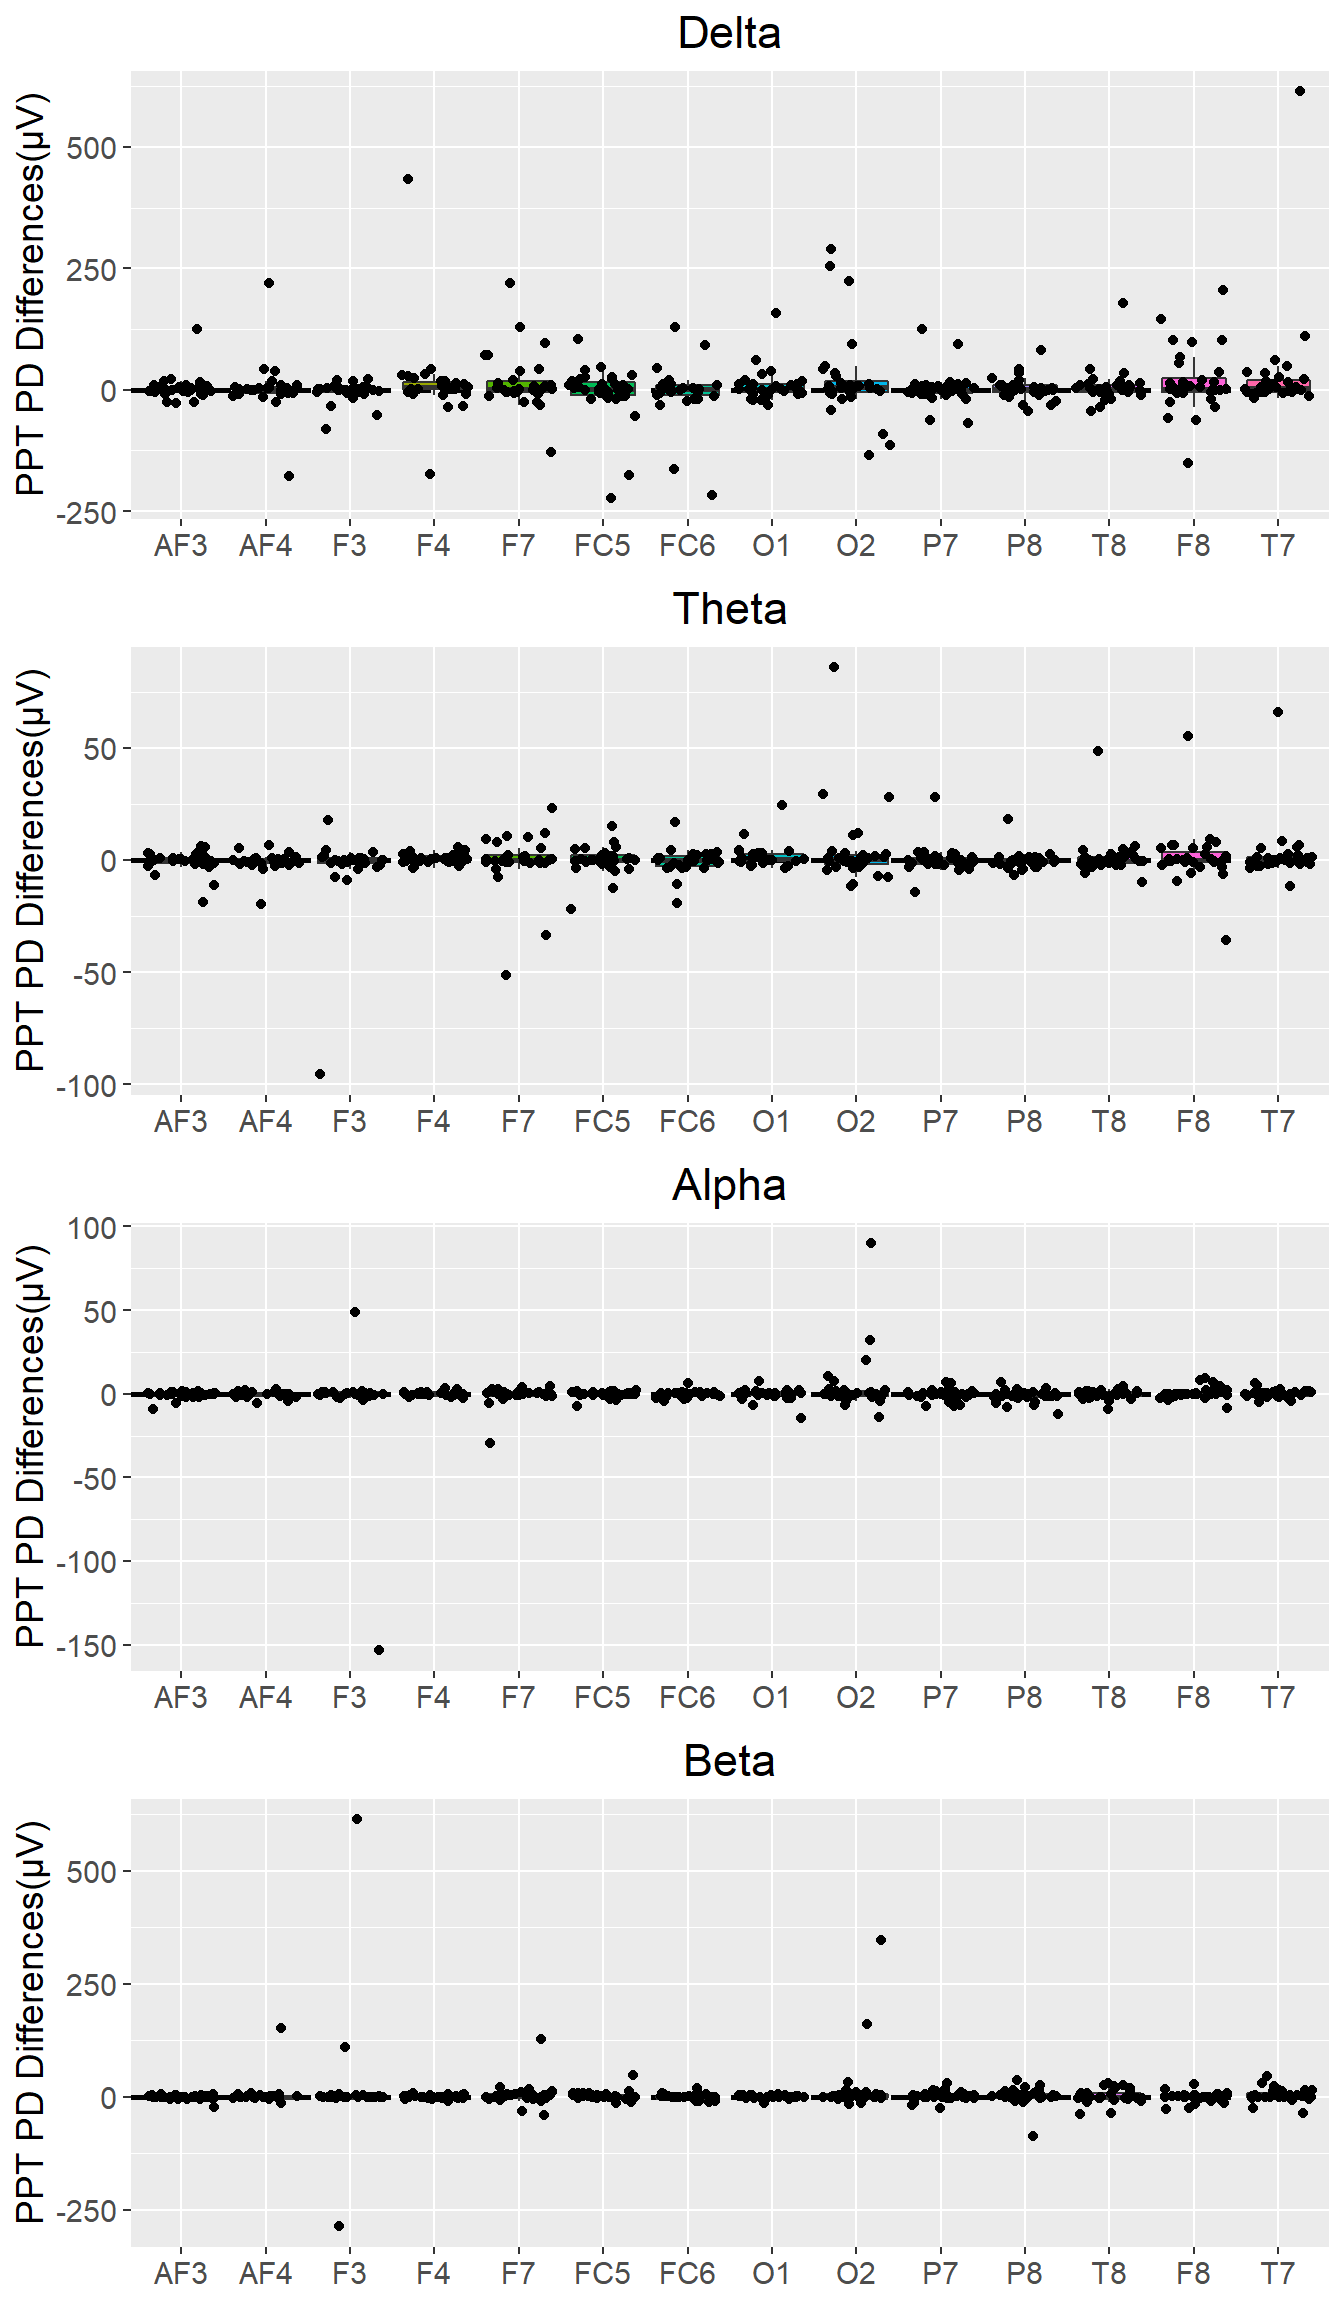 Delta
PPT PD Differences(µV)
500
250
0
-250
AF3 AF4 F3 F4 F7 FC5 FC6 O1 O2 P7 P8 T8 F8 T7
Theta
PPT PD Differences(µV)
50
0
-50
-100
AF3 AF4 F3 F4 F7 FC5 FC6 O1 O2 P7 P8 T8 F8 T7
Alpha
PPT PD Differences(µV)
100
50
0
-50
-100
-150
AF3 AF4 F3 F4 F7 FC5 FC6 O1 O2 P7 P8 T8 F8 T7
Beta
PPT PD Differences(µV)
500
250
0
-250
AF3 AF4 F3 F4 F7 FC5 FC6 O1 O2 P7 P8 T8 F8 T7